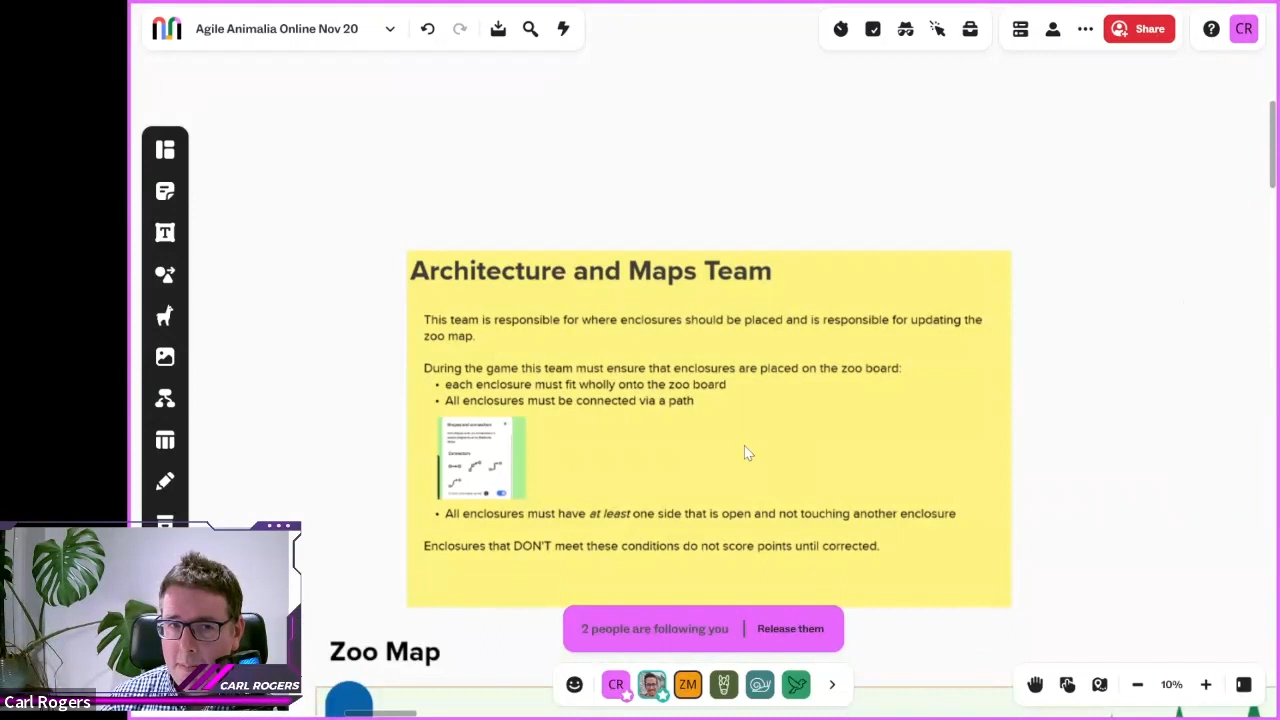 Agile Animalia Online Nov 20
Share
CR
Architecture and Maps Team
This team is responsible for where enclosures should be placed and is responsible for updating the
zoo map.
During the game this team must ensure that enclosures are placed on the zoo board:
• each enclosure must fit wholly onto the zoo board
• All enclosures must be connected via a path
Shapes and connectors
Connectors
• All enclosures must have at least one side that is open and not touching another enclosure
Enclosures that DON'T meet these conditions do not score points until corrected.
2 people are following you
Release them
Zoo Map
CR
ZM
10%
CARL ROGERS
Carl Rogers